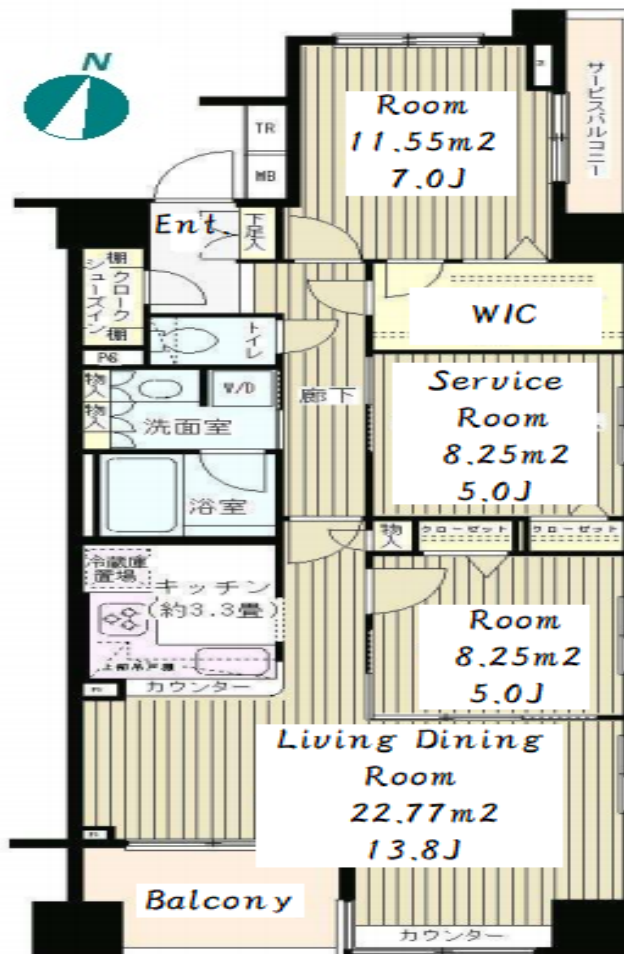 N
サービスバルコニー
Room
11.55m2
7.0J
TR
MB
Ent.
下足入
棚
シューズイン
クローク
棚
WIC
トイレ
PS
物入
物入
W/D
洗面室
廊下
Service
Room
8.25m2
5.0J
浴室
物入
クローゼット
クローゼット
冷蔵庫
置場
キッチン
(約3.3畳)
上部吊戸棚
カウンター
Room
8.25m2
5.0J
Living Dining
Room
22.77m2
13.8J
Balcony
カウンター